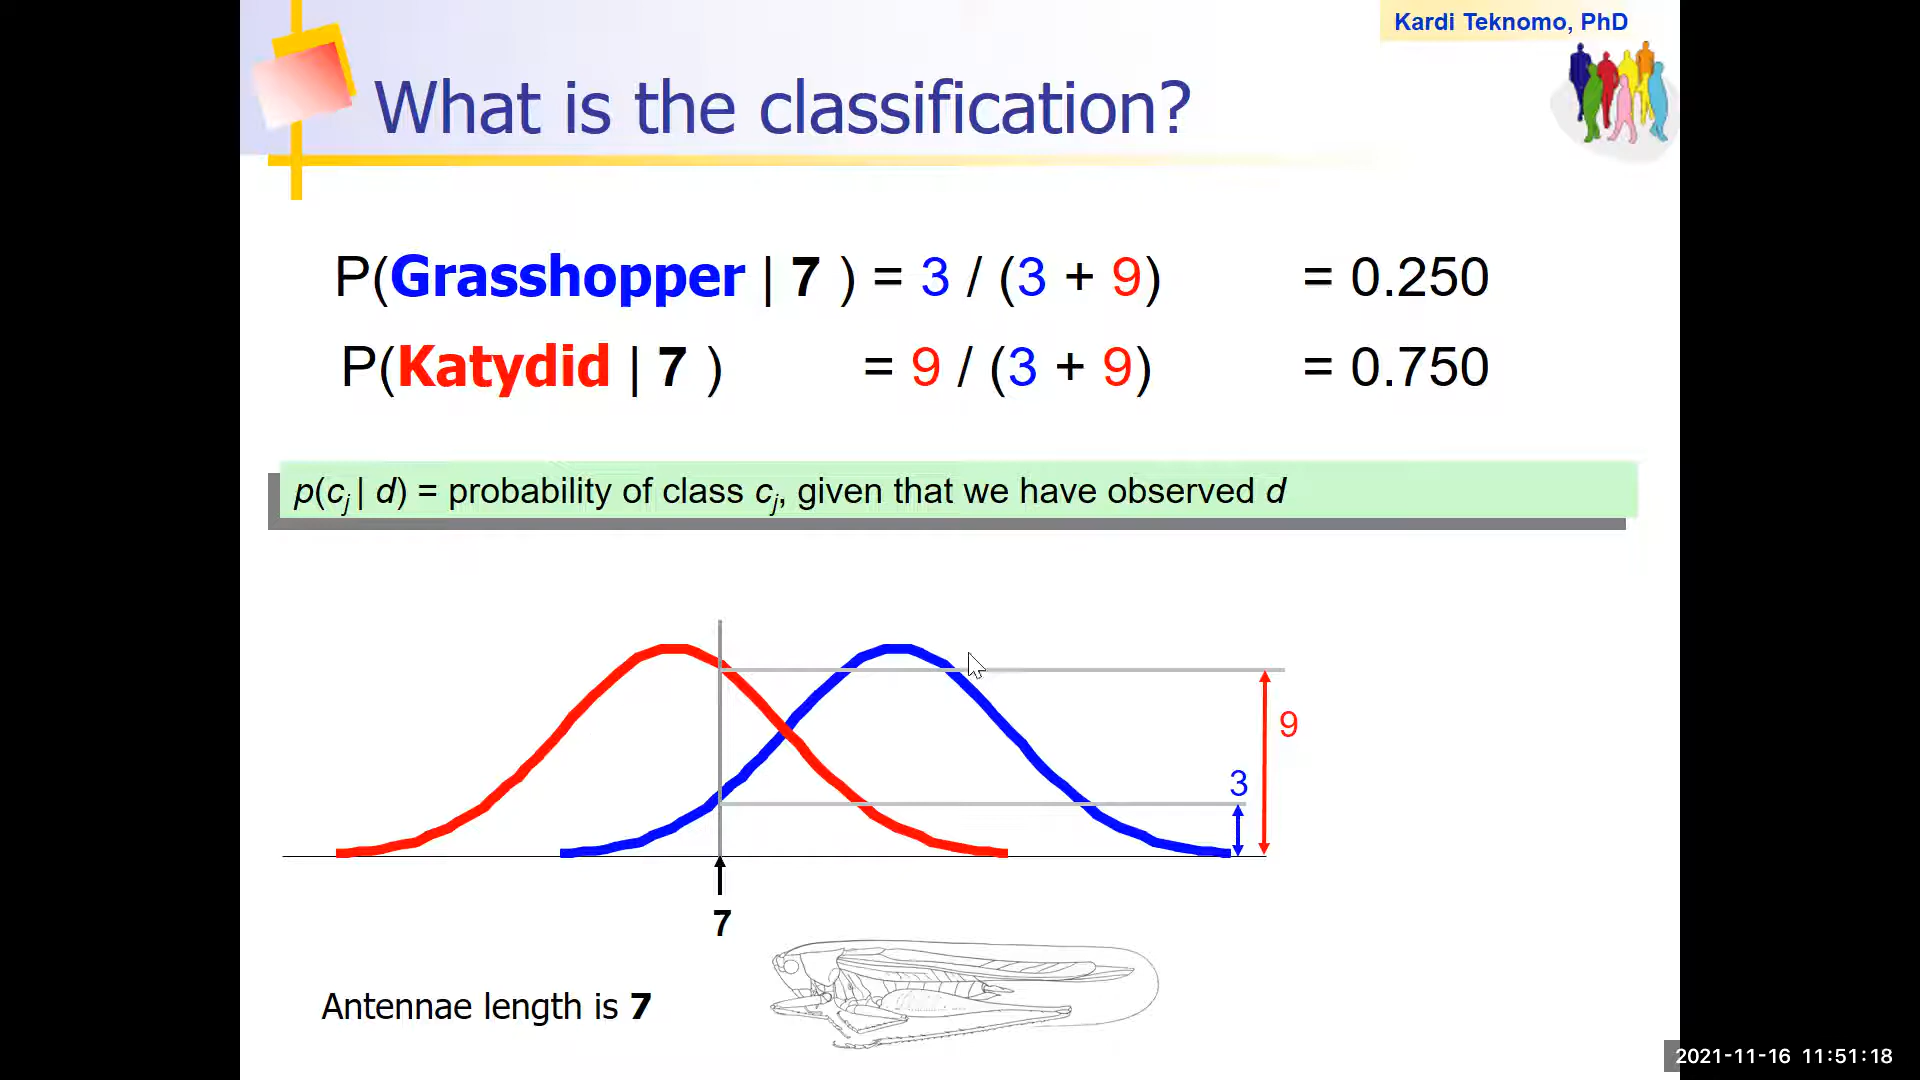 Kardi Teknomo, PhD
What is the classification?
P(Grasshopper | 7 ) = 3 / (3 + 9) = 0.250
P(Katydid | 7 ) = 9 / (3 + 9) = 0.750
p(cj | d) = probability of class cj, given that we have observed d
9
3
7
Antennae length is 7
2021-11-16 11:51:18